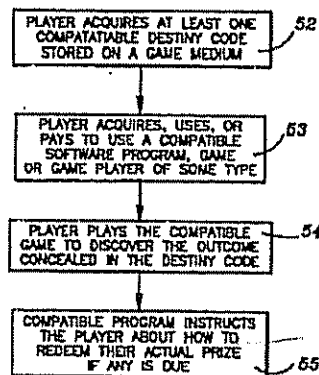 PLAYER ACQUIRES AT LEAST ONE
COMPATATIABLE DESTINY CODE
STORED ON A GAME MEDIUM
52
PLAYER ACQUIRES, USES, OR
PAYS TO USE A COMPATIBLE
SOFTWARE PROGRAM, GAME
OR GAME PLAYER OF SOME TYPE
53
PLAYER PLAYS THE COMPATIBLE
GAME TO DISCOVER THE OUTCOME
CONCEALED IN THE DESTINY CODE
54
COMPATIBLE PROGRAM INSTRUCTS
THE PLAYER ABOUT HOW TO
REDEEM THEIR ACTUAL PRIZE
IF ANY IS DUE
55